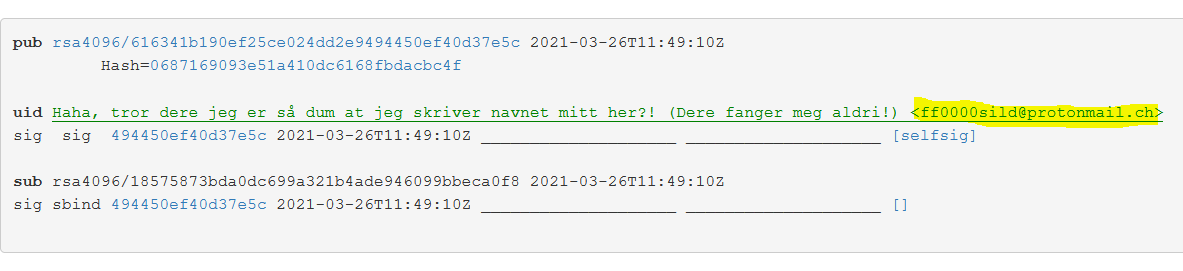 pub rsa4096/616341b190ef25ce024dd2e9494450ef40d37e5c 2021-03-26T11:49:10Z
Hash=0687169093e51a410dc6168fbdacbc4f
uid Haha, tror dere jeg er så dum at jeg skriver navnet mitt her?! (Dere fanger meg aldri!) <ff0000sild@protonmail.ch>
sig sig 494450ef40d37e5c 2021-03-26T11:49:10Z ____________________ ____________________ [selfsig]
sub rsa4096/18575873bda0dc699a321b4ade946099bbeca0f8 2021-03-26T11:49:10Z
sig sbind 494450ef40d37e5c 2021-03-26T11:49:10Z ____________________ ____________________ []